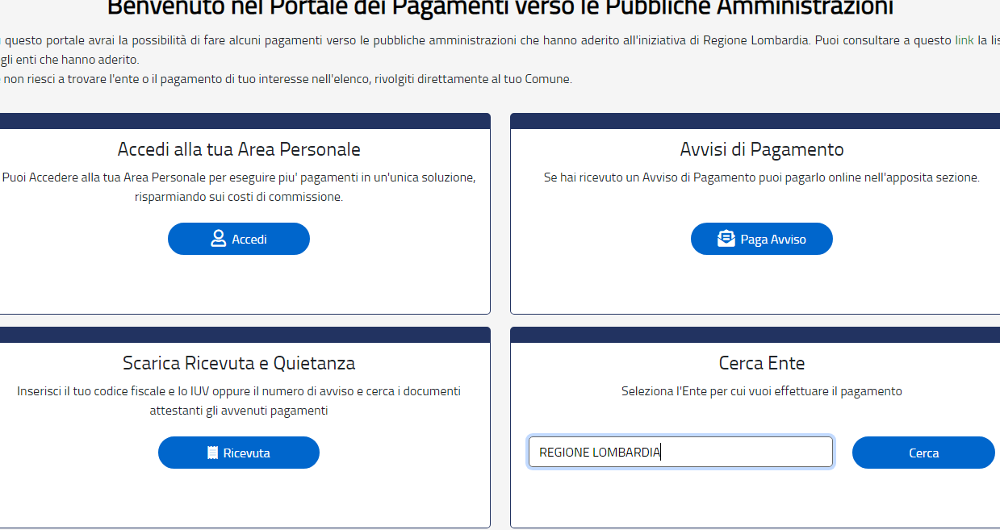 Benvenuto nel Portale dei Pagamenti verso le Pubbliche Amministrazioni
questo portale avrai la possibilità di fare alcuni pagamenti verso le pubbliche amministrazioni che hanno aderito all'iniziativa di Regione Lombardia. Puoi consultare a questo link la lis
gli enti che hanno aderito.
non riesci a trovare l'ente o il pagamento di tuo interesse nell'elenco, rivolgiti direttamente al tuo Comune.
Accedi alla tua Area Personale
Puoi Accedere alla tua Area Personale per eseguire piu' pagamenti in un'unica soluzione,
risparmiando sui costi di commissione.
Accedi
Avvisi di Pagamento
Se hai ricevuto un Avviso di Pagamento puoi pagarlo online nell'apposita sezione.
Paga Avviso
Scarica Ricevuta e Quietanza
Inserisci il tuo codice fiscale e lo IUV oppure il numero di avviso e cerca i documenti
attestanti gli avvenuti pagamenti
Ricevuta
Cerca Ente
Seleziona l'Ente per cui vuoi effettuare il pagamento
REGIONE LOMBARDIA
Cerca